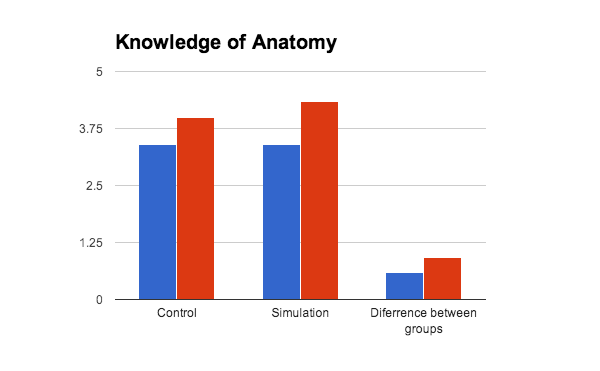 Knowledge of Anatomy
5
3.75
2.5
1.25
0
Control
Simulation
Diferrence between
groups